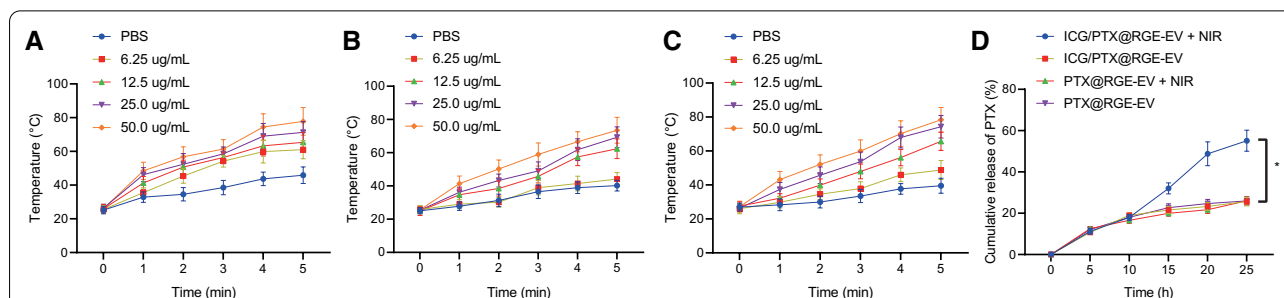 A
PBS
6.25 ug/mL
12.5 ug/mL
25.0 ug/mL
50.0 ug/mL
Temperature (°C)
100
80
60
40
20
0
0 1 2 3 4 5
Time (min)
B
PBS
6.25 ug/mL
12.5 ug/mL
25.0 ug/mL
50.0 ug/mL
Temperature (°C)
100
80
60
40
20
0
0 1 2 3 4 5
Time (min)
C
PBS
6.25 ug/mL
12.5 ug/mL
25.0 ug/mL
50.0 ug/mL
Temperature (°C)
100
80
60
40
20
0
0 1 2 3 4 5
Time (min)
D
ICG/PTX@RGE-EV + NIR
ICG/PTX@RGE-EV
PTX@RGE-EV + NIR
PTX@RGE-EV
Cumulative release of PTX (%)
80
60
40
20
0
*
0 5 10 15 20 25
Time (h)